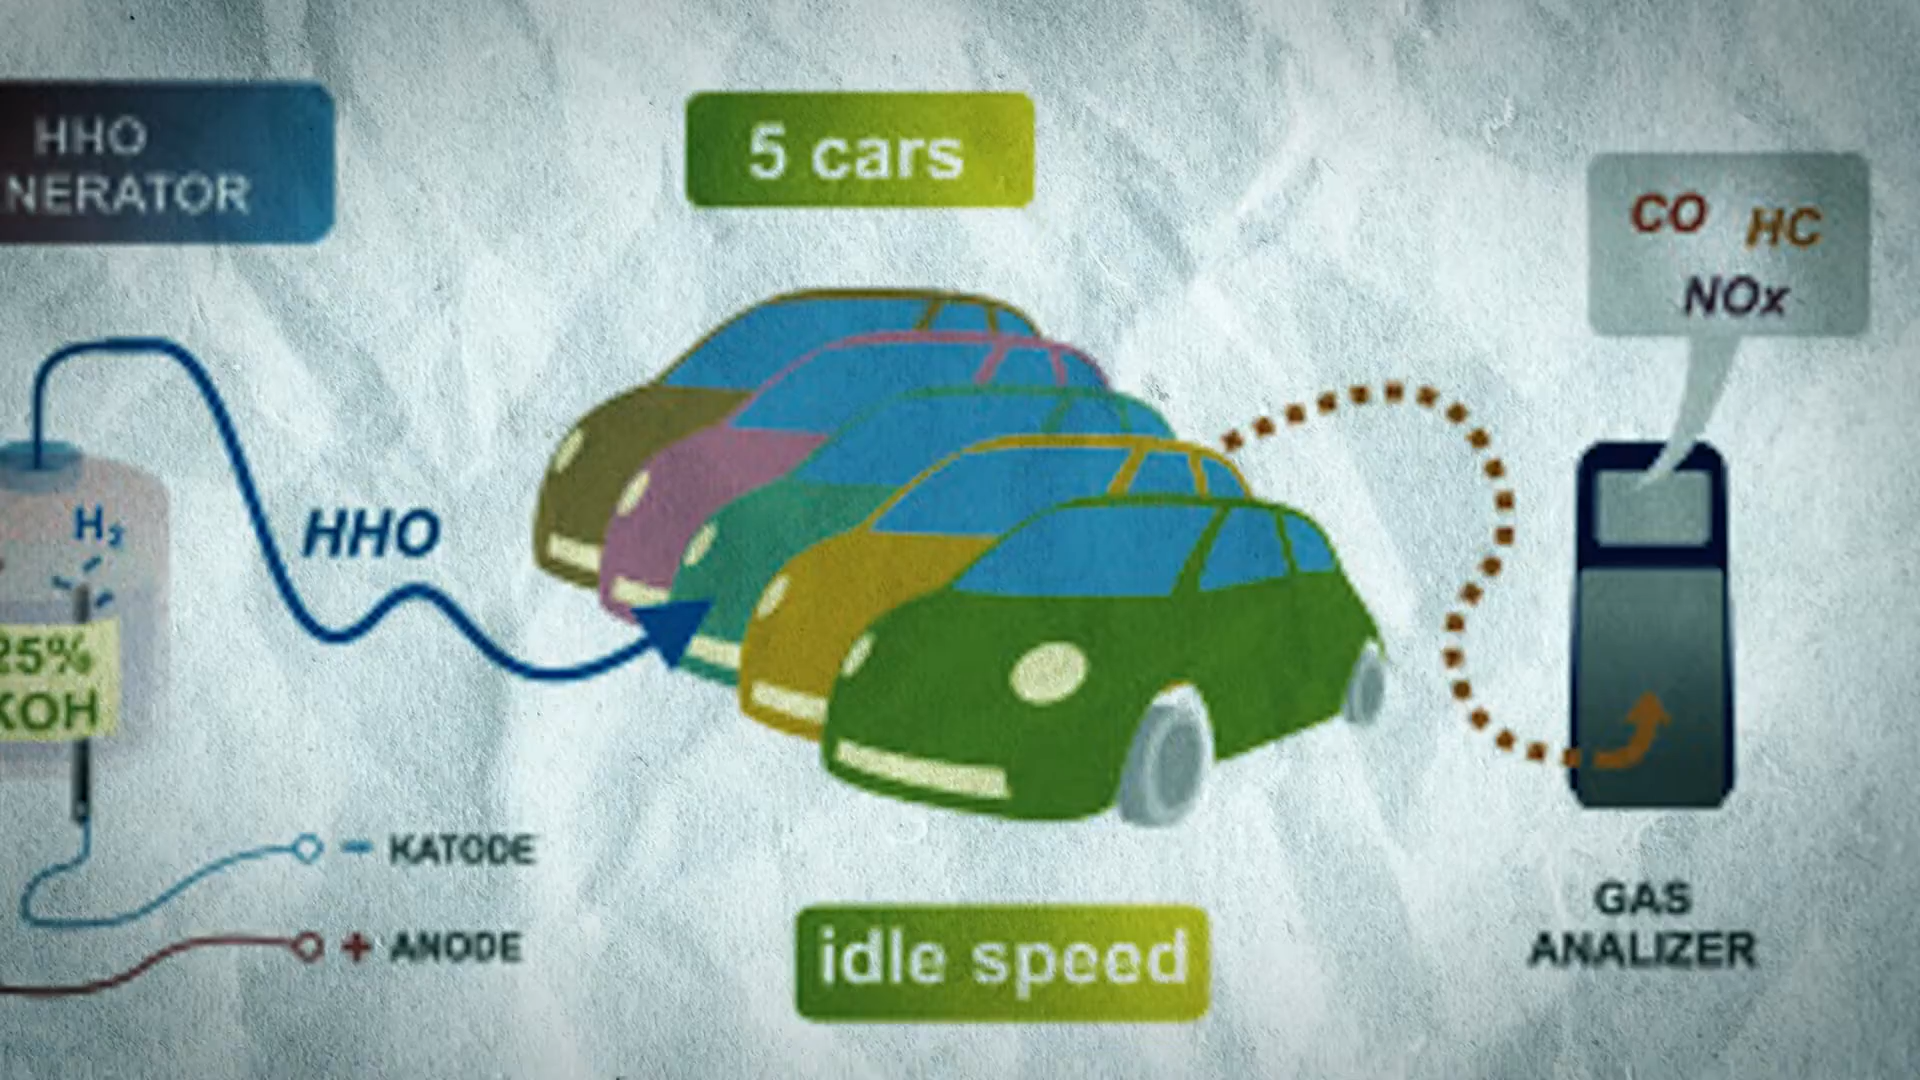 HHO
NERATOR
5 cars
CO HC
NOx
H₂
HHO
25%
KOH
KATODE
ANODE
idle speed
GAS
ANALIZER